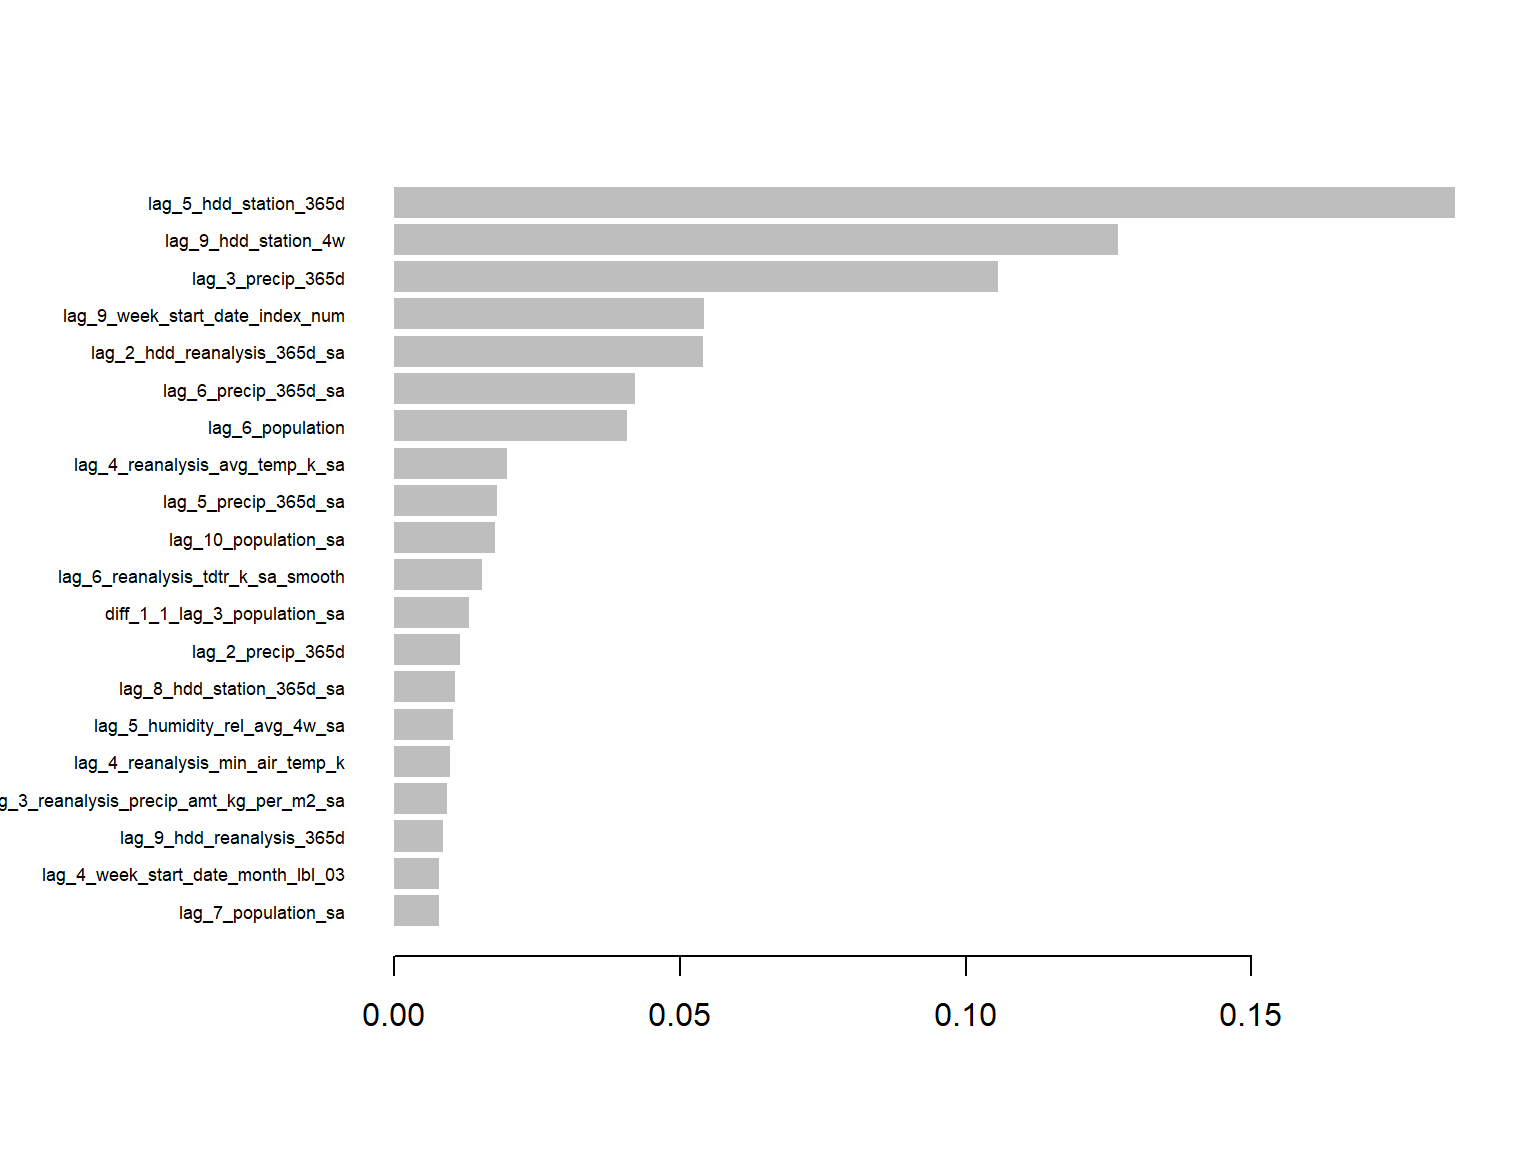 lag_5_hdd_station_365d
lag_9_hdd_station_4w
lag_3_precip_365d
lag_9_week_start_date_index_num
lag_2_hdd_reanalysis_365d_sa
lag_6_precip_365d_sa
lag_6_population
lag_4_reanalysis_avg_temp_k_sa
lag_5_precip_365d_sa
lag_10_population_sa
lag_6_reanalysis_tdtr_k_sa_smooth
diff_1_1_lag_3_population_sa
lag_2_precip_365d
lag_8_hdd_station_365d_sa
lag_5_humidity_rel_avg_4w_sa
lag_4_reanalysis_min_air_temp_k
g_3_reanalysis_precip_amt_kg_per_m2_sa
lag_9_hdd_reanalysis_365d
lag_4_week_start_date_month_lbl_03
lag_7_population_sa
0.00 0.05 0.10 0.15